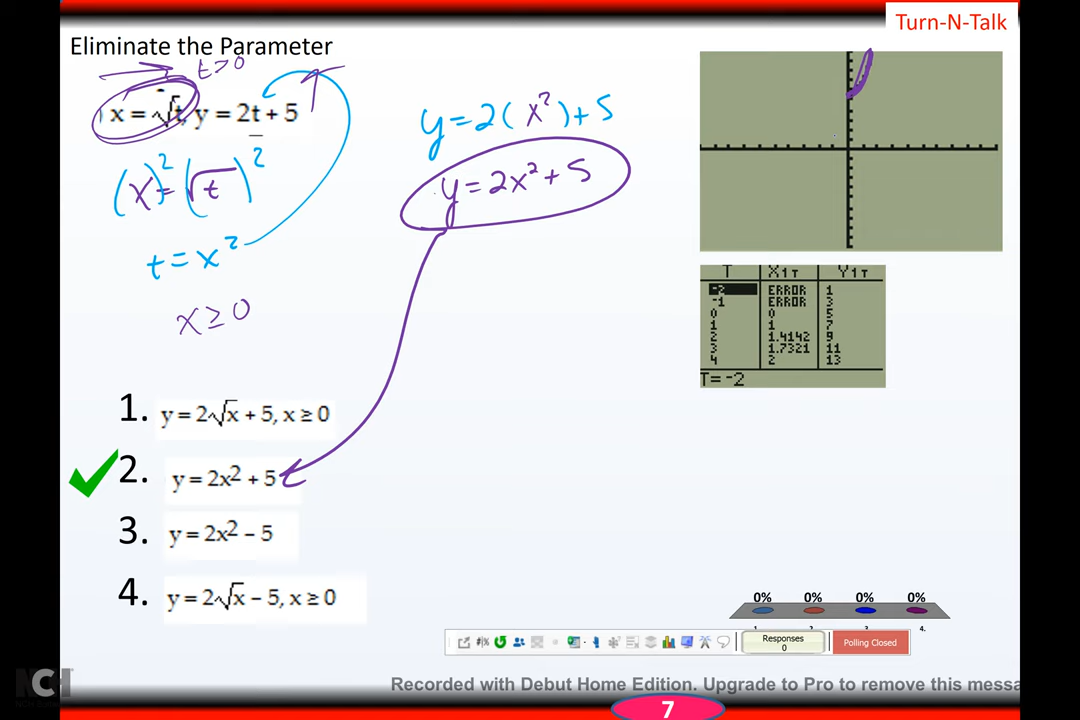 Turn-N-Talk
Eliminate the Parameter
t > 0
x = √t, y = 2t + 5
(x)² = (√t)²
t = x²
x ≥ 0
y = 2(x²) + 5
y = 2x² + 5
T X1T Y1T
-2 ERROR 1
-1 ERROR 3
0 0 5
1 1 7
2 1.4142 9
3 1.7321 11
4 2 13
T= -2
1. y = 2√x + 5, x ≥ 0
2. y = 2x² + 5
3. y = 2x² − 5
4. y = 2√x − 5, x ≥ 0
0% 0% 0% 0%
4.
Responses
0
Polling Closed
NCH
Recorded with Debut Home Edition. Upgrade to Pro to remove this messa
7